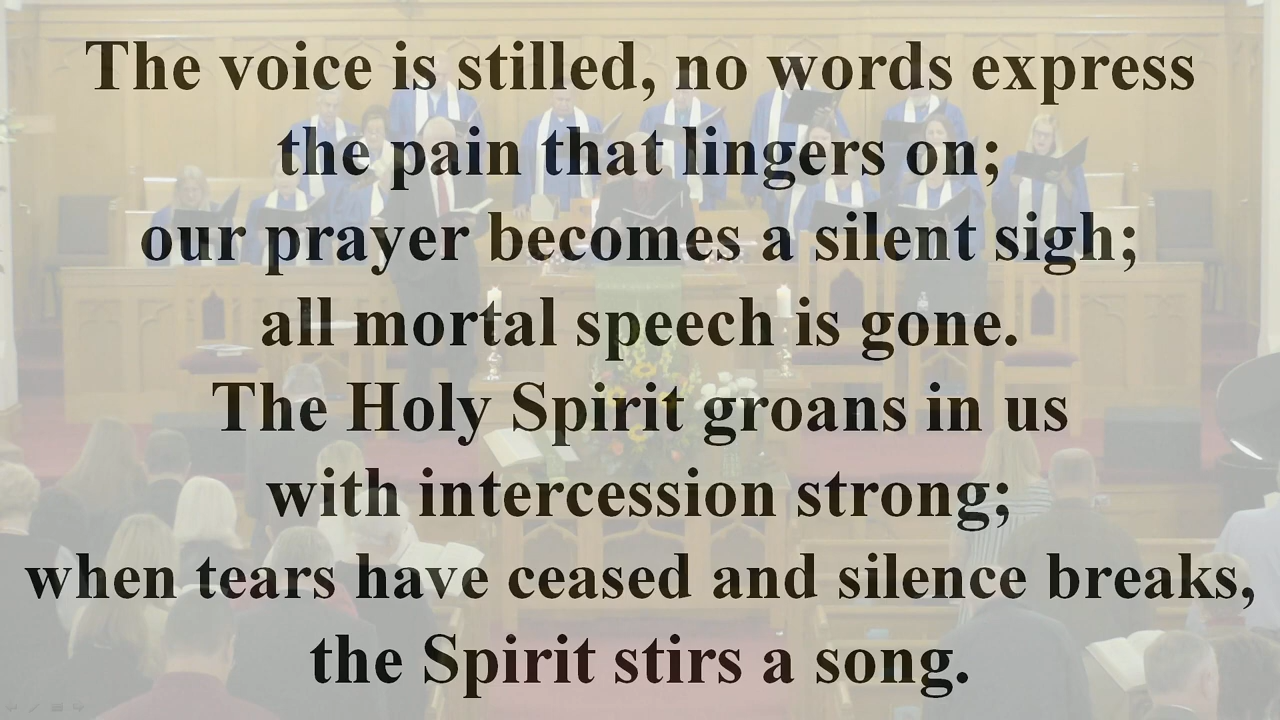 The voice is stilled, no words express
the pain that lingers on;
our prayer becomes a silent sigh;
all mortal speech is gone.
The Holy Spirit groans in us
with intercession strong;
when tears have ceased and silence breaks,
the Spirit stirs a song.